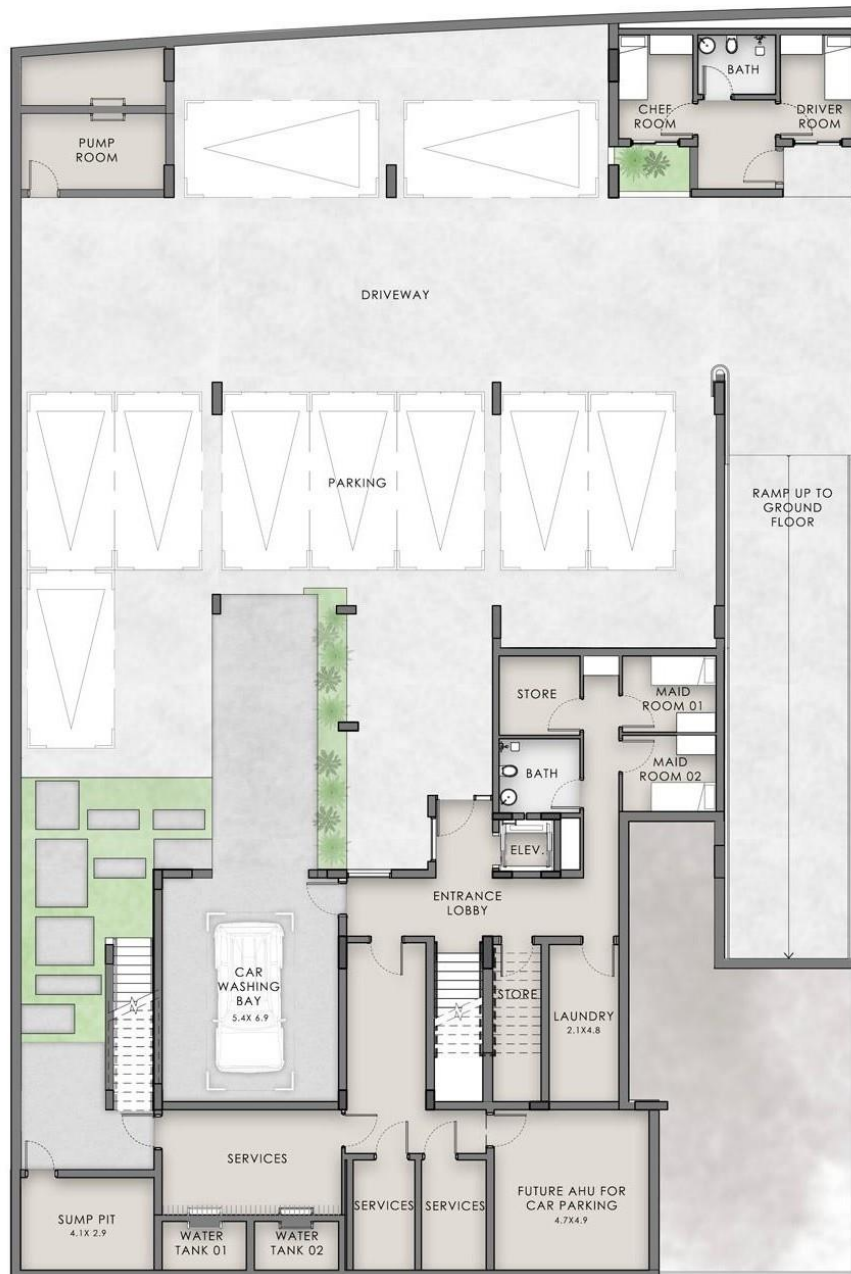 BATH
CHEF
ROOM
DRIVER
ROOM
PUMP
ROOM
DRIVEWAY
PARKING
RAMP UP TO
GROUND
FLOOR
STORE
MAID
ROOM 01
MAID
ROOM 02
BATH
ELEV.
ENTRANCE
LOBBY
CAR
WASHING
BAY
5.4X 6.9
STORE
LAUNDRY
2.1X4.8
SERVICES
SERVICES
SERVICES
FUTURE AHU FOR
CAR PARKING
4.7X4.9
SUMP PIT
4.1X 2.9
WATER
TANK 01
WATER
TANK 02